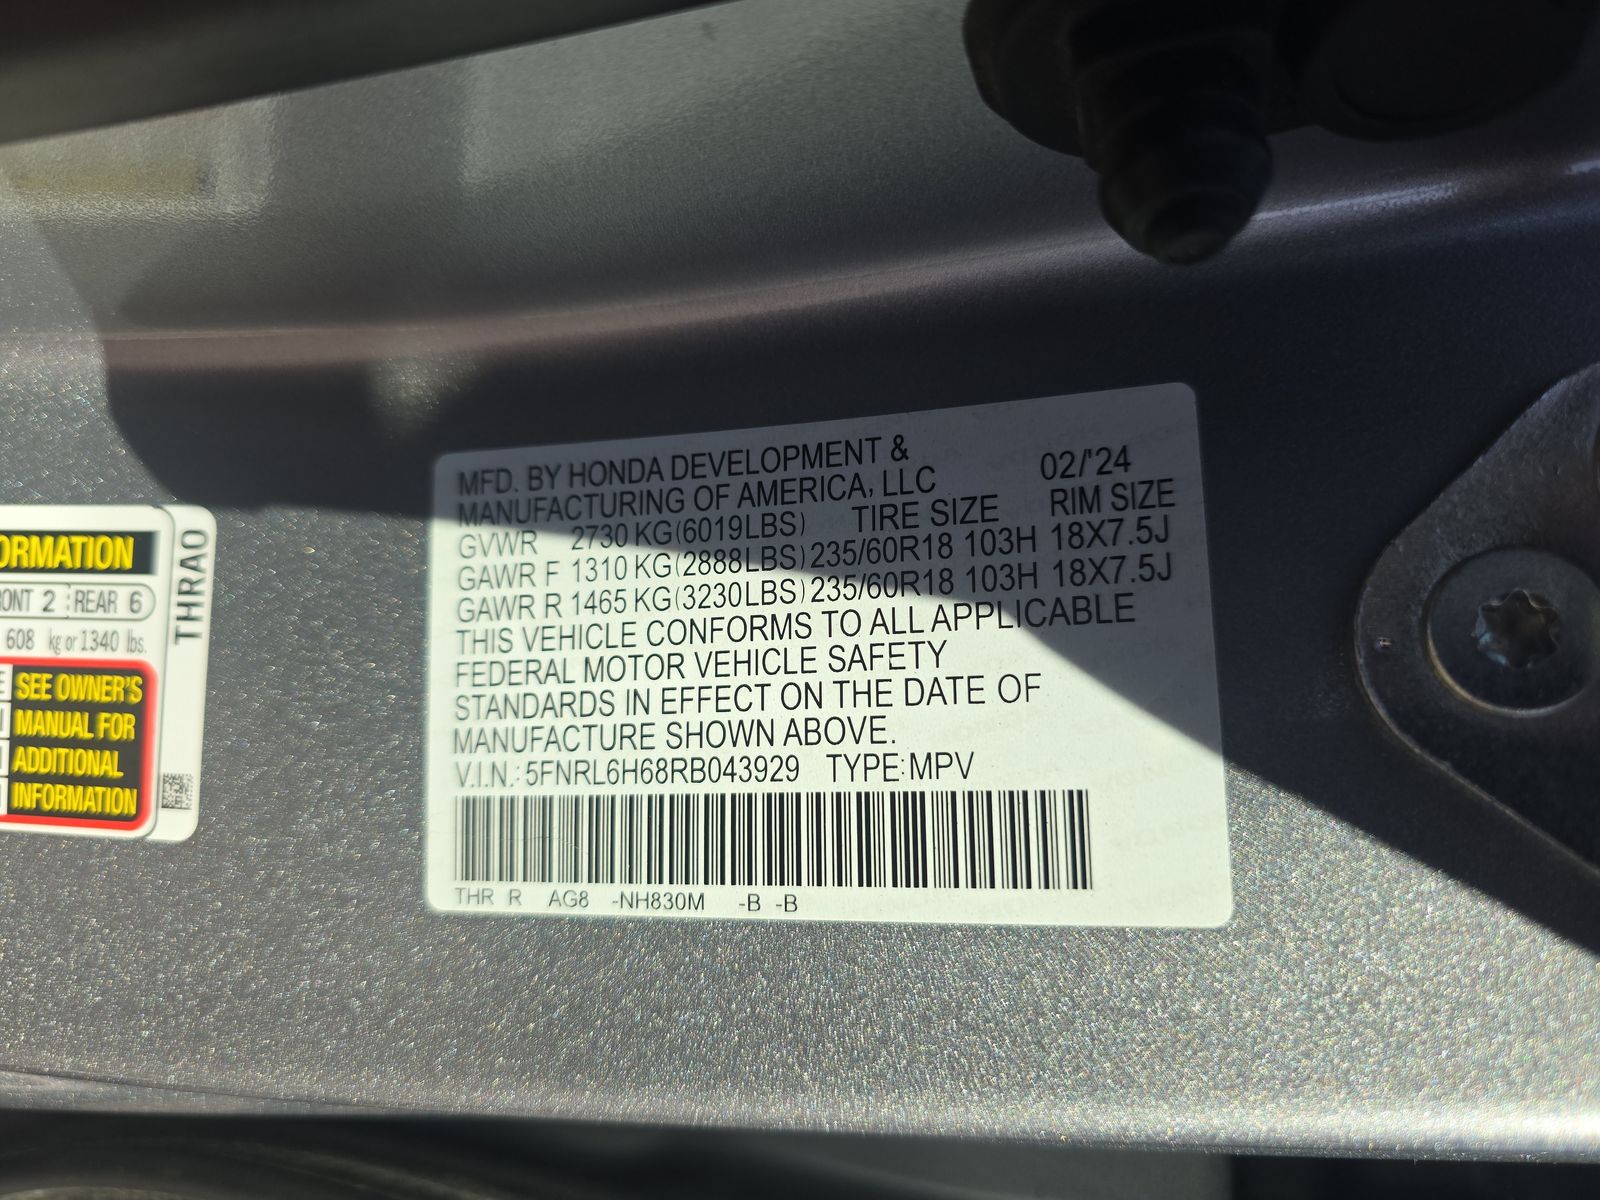 MFD. BY HONDA DEVELOPMENT & 02/'24
MANUFACTURING OF AMERICA, LLC
GVWR 2730 KG(6019LBS) TIRE SIZE RIM SIZE
GAWR F 1310 KG(2888LBS) 235/60R18 103H 18X7.5J
GAWR R 1465 KG(3230LBS) 235/60R18 103H 18X7.5J
THIS VEHICLE CONFORMS TO ALL APPLICABLE
FEDERAL MOTOR VEHICLE SAFETY
STANDARDS IN EFFECT ON THE DATE OF
MANUFACTURE SHOWN ABOVE.
V.I.N.: 5FNRL6H68RB043929 TYPE:MPV
THR R AG8 -NH830M -B -B
ORMATION
ONT 2 REAR 6
608 kg or 1340 lbs.
SEE OWNER'S
MANUAL FOR
ADDITIONAL
INFORMATION
THRAO